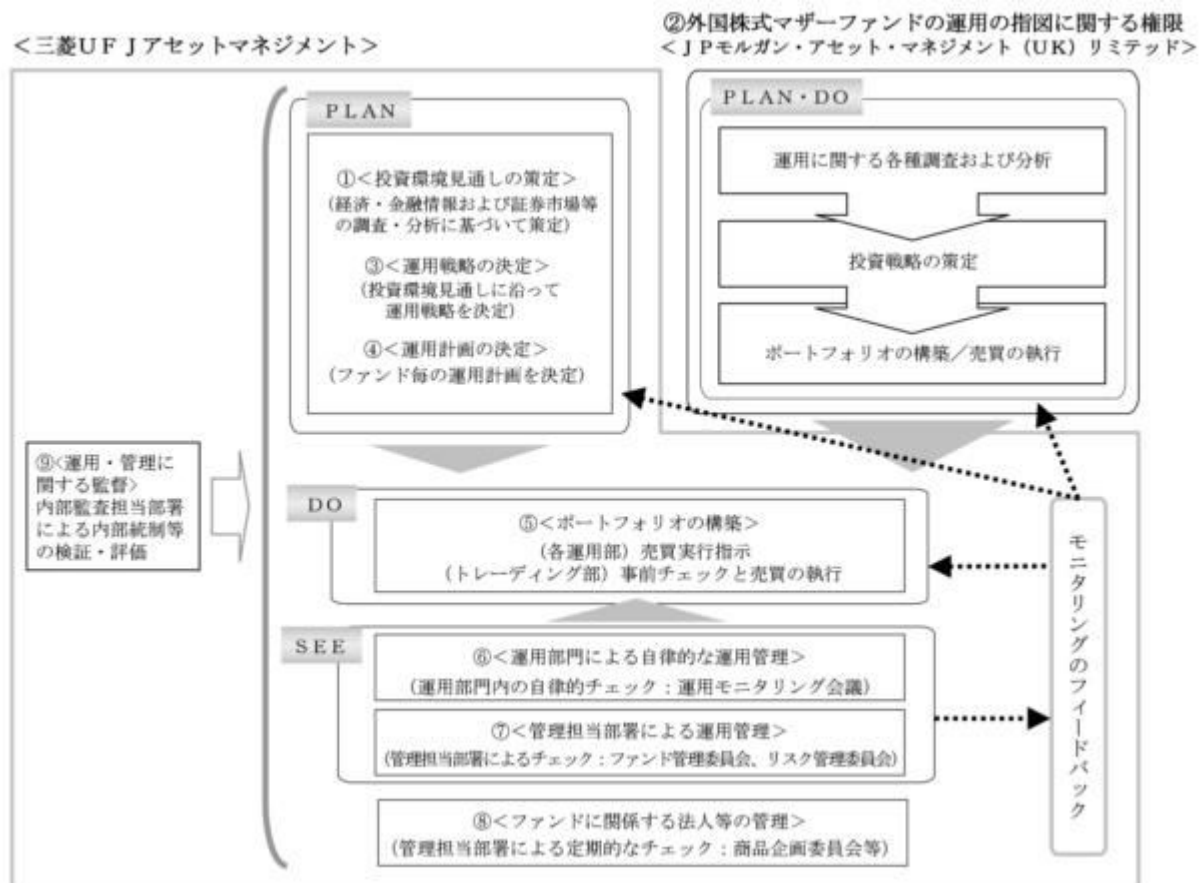 <三菱UFJアセットマネジメント>
②外国株式マザーファンドの運用の指図に関する権限
<JPモルガン・アセット・マネジメント(UK)リミテッド>
PLAN
①<投資環境見通しの策定>
(経済・金融情報および証券市場等
の調査・分析に基づいて策定)
③<運用戦略の決定>
(投資環境見通しに沿って
運用戦略を決定)
④<運用計画の決定>
(ファンド毎の運用計画を決定)
PLAN・DO
運用に関する各種調査および分析
投資戦略の策定
ポートフォリオの構築/売買の執行
⑨<運用・管理に
関する監督>
内部監査担当部署
による内部統制等
の検証・評価
DO
⑤<ポートフォリオの構築>
(各運用部)売買実行指示
(トレーディング部)事前チェックと売買の執行
SEE
⑥<運用部門による自律的な運用管理>
(運用部門内の自律的チェック:運用モニタリング会議)
⑦<管理担当部署による運用管理>
(管理担当部署によるチェック:ファンド管理委員会、リスク管理委員会)
⑧<ファンドに関係する法人等の管理>
(管理担当部署による定期的なチェック:商品企画委員会等)
モニタリングのフィードバック